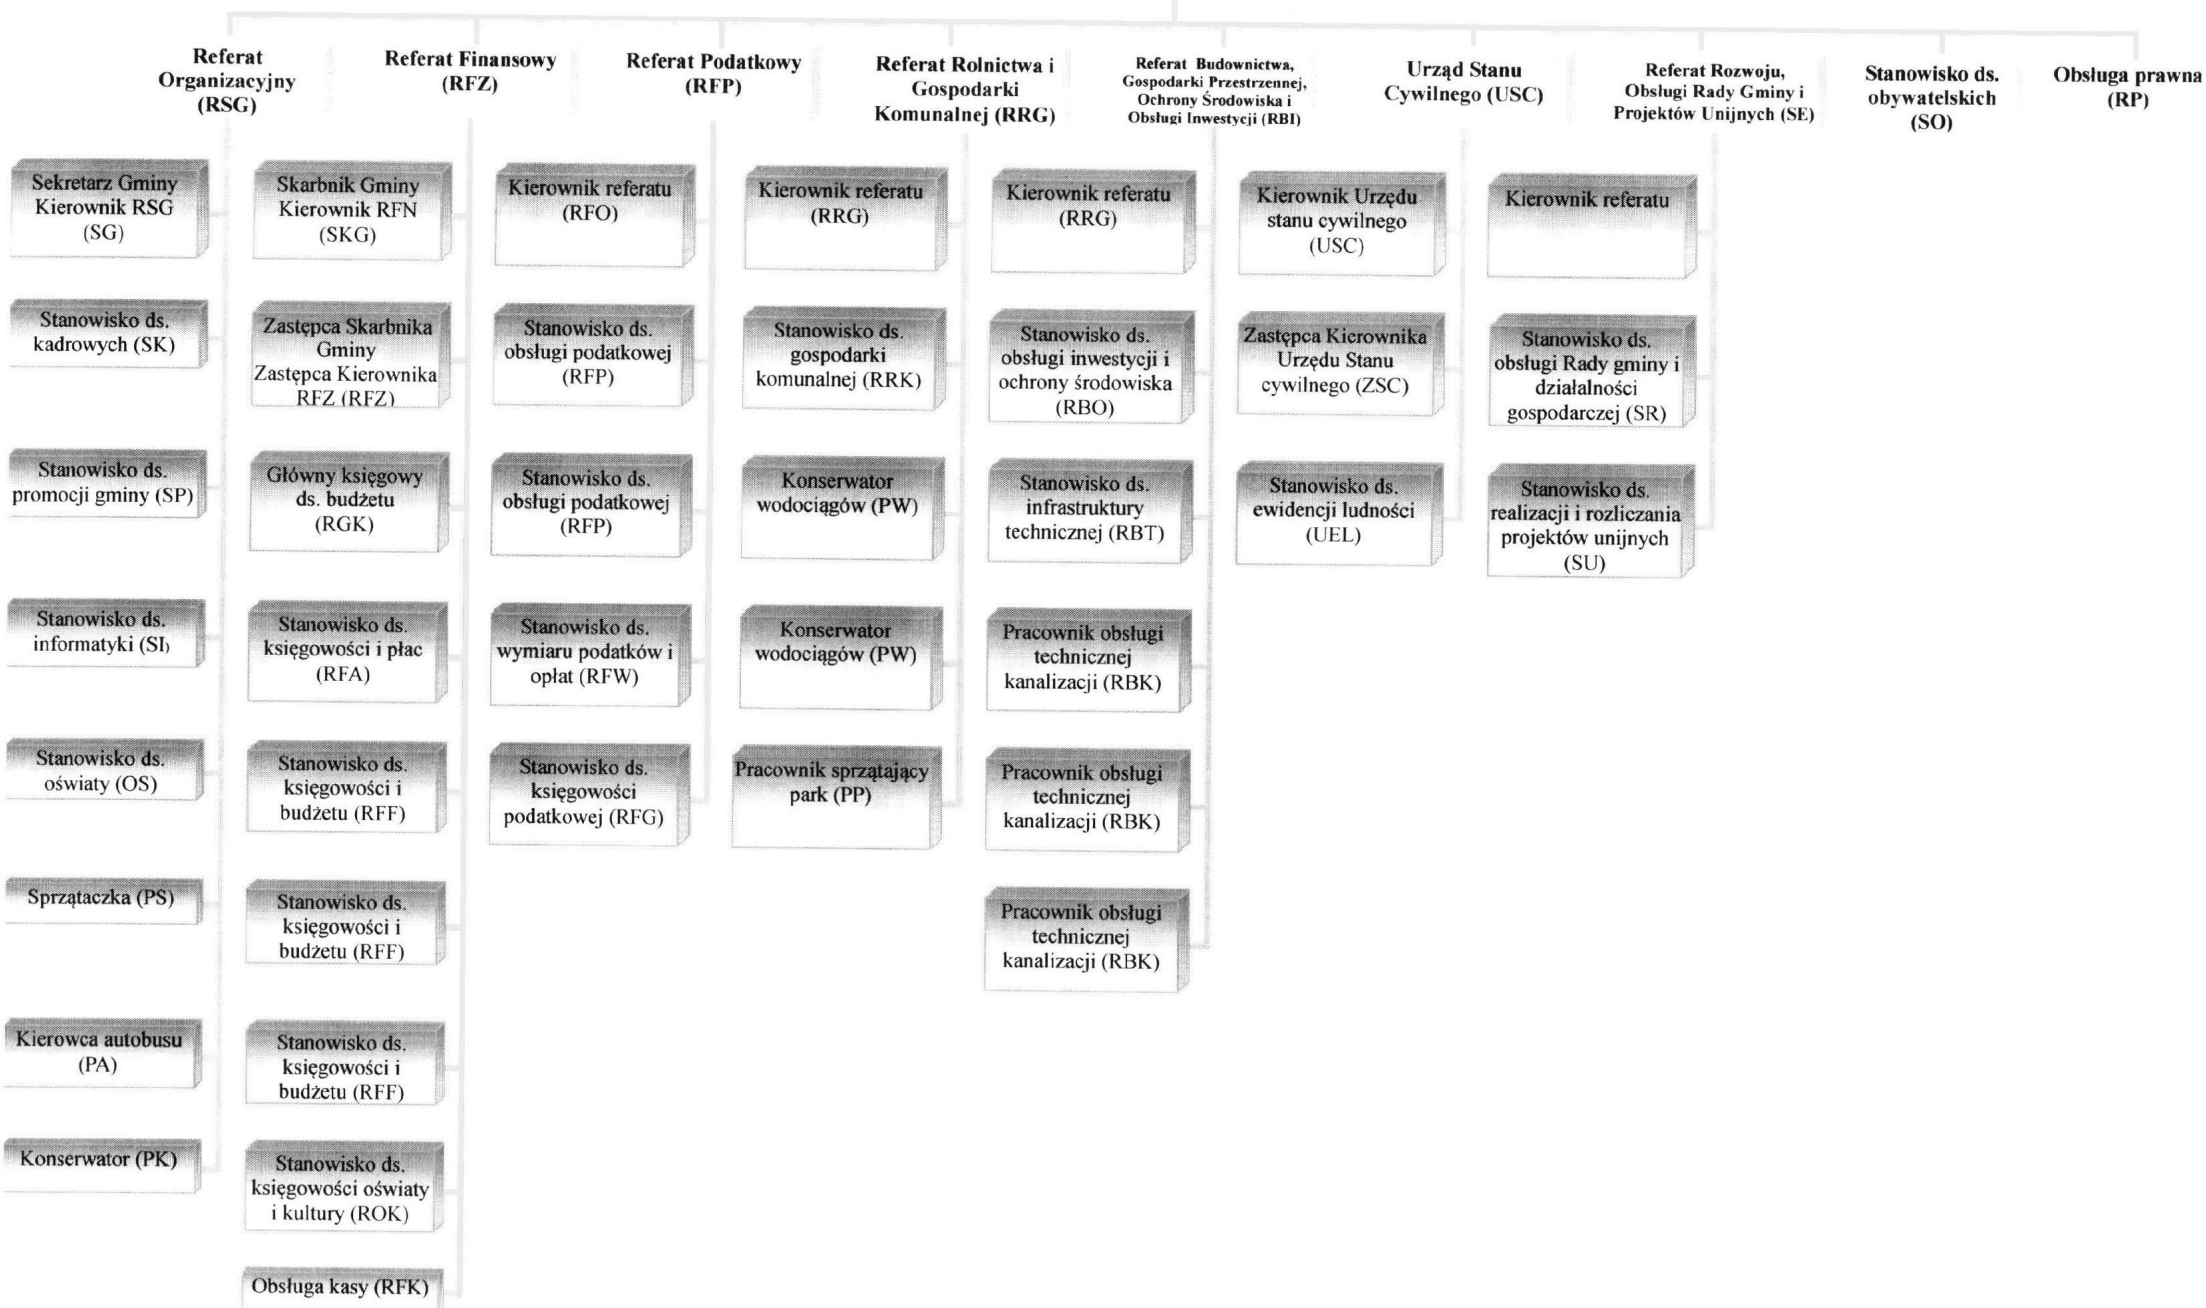 Referat
Organizacyjny
(RSG)
Referat Finansowy
(RFZ)
Referat Podatkowy
(RFP)
Referat Rolnictwa i
Gospodarki
Komunalnej (RRG)
Referat Budownictwa,
Gospodarki Przestrzennej,
Ochrony Środowiska i
Obsługi Inwestycji (RBI)
Urząd Stanu
Cywilnego (USC)
Referat Rozwoju,
Obsługi Rady Gminy i
Projektów Unijnych (SE)
Stanowisko ds.
obywatelskich
(SO)
Obsługa prawna
(RP)
Sekretarz Gminy
Kierownik RSG
(SG)
Stanowisko ds.
kadrowych (SK)
Stanowisko ds.
promocji gminy (SP)
Stanowisko ds.
informatyki (SI)
Stanowisko ds.
oświaty (OS)
Sprzątaczka (PS)
Kierowca autobusu
(PA)
Konserwator (PK)
Skarbnik Gminy
Kierownik RFN
(SKG)
Zastępca Skarbnika
Gminy
Zastępca Kierownika
RFZ (RFZ)
Główny księgowy
ds. budżetu
(RGK)
Stanowisko ds.
księgowości i płac
(RFA)
Stanowisko ds.
księgowości i
budżetu (RFF)
Stanowisko ds.
księgowości i
budżetu (RFF)
Stanowisko ds.
księgowości i
budżetu (RFF)
Stanowisko ds.
księgowości oświaty
i kultury (ROK)
Obsługa kasy (RFK)
Kierownik referatu
(RFO)
Stanowisko ds.
obsługi podatkowej
(RFP)
Stanowisko ds.
obsługi podatkowej
(RFP)
Stanowisko ds.
wymiaru podatków i
opłat (RFW)
Stanowisko ds.
księgowości
podatkowej (RFG)
Kierownik referatu
(RRG)
Stanowisko ds.
gospodarki
komunalnej (RRK)
Konserwator
wodociągów (PW)
Konserwator
wodociągów (PW)
Pracownik sprzątający
park (PP)
Kierownik referatu
(RRG)
Stanowisko ds.
obsługi inwestycji i
ochrony środowiska
(RBO)
Stanowisko ds.
infrastruktury
technicznej (RBT)
Pracownik obsługi
technicznej
kanalizacji (RBK)
Pracownik obsługi
technicznej
kanalizacji (RBK)
Pracownik obsługi
technicznej
kanalizacji (RBK)
Kierownik Urzędu
stanu cywilnego
(USC)
Zastępca Kierownika
Urzędu Stanu
cywilnego (ZSC)
Stanowisko ds.
ewidencji ludności
(UEL)
Kierownik referatu
Stanowisko ds.
obsługi Rady gminy i
działalności
gospodarczej (SR)
Stanowisko ds.
realizacji i rozliczania
projektów unijnych
(SU)